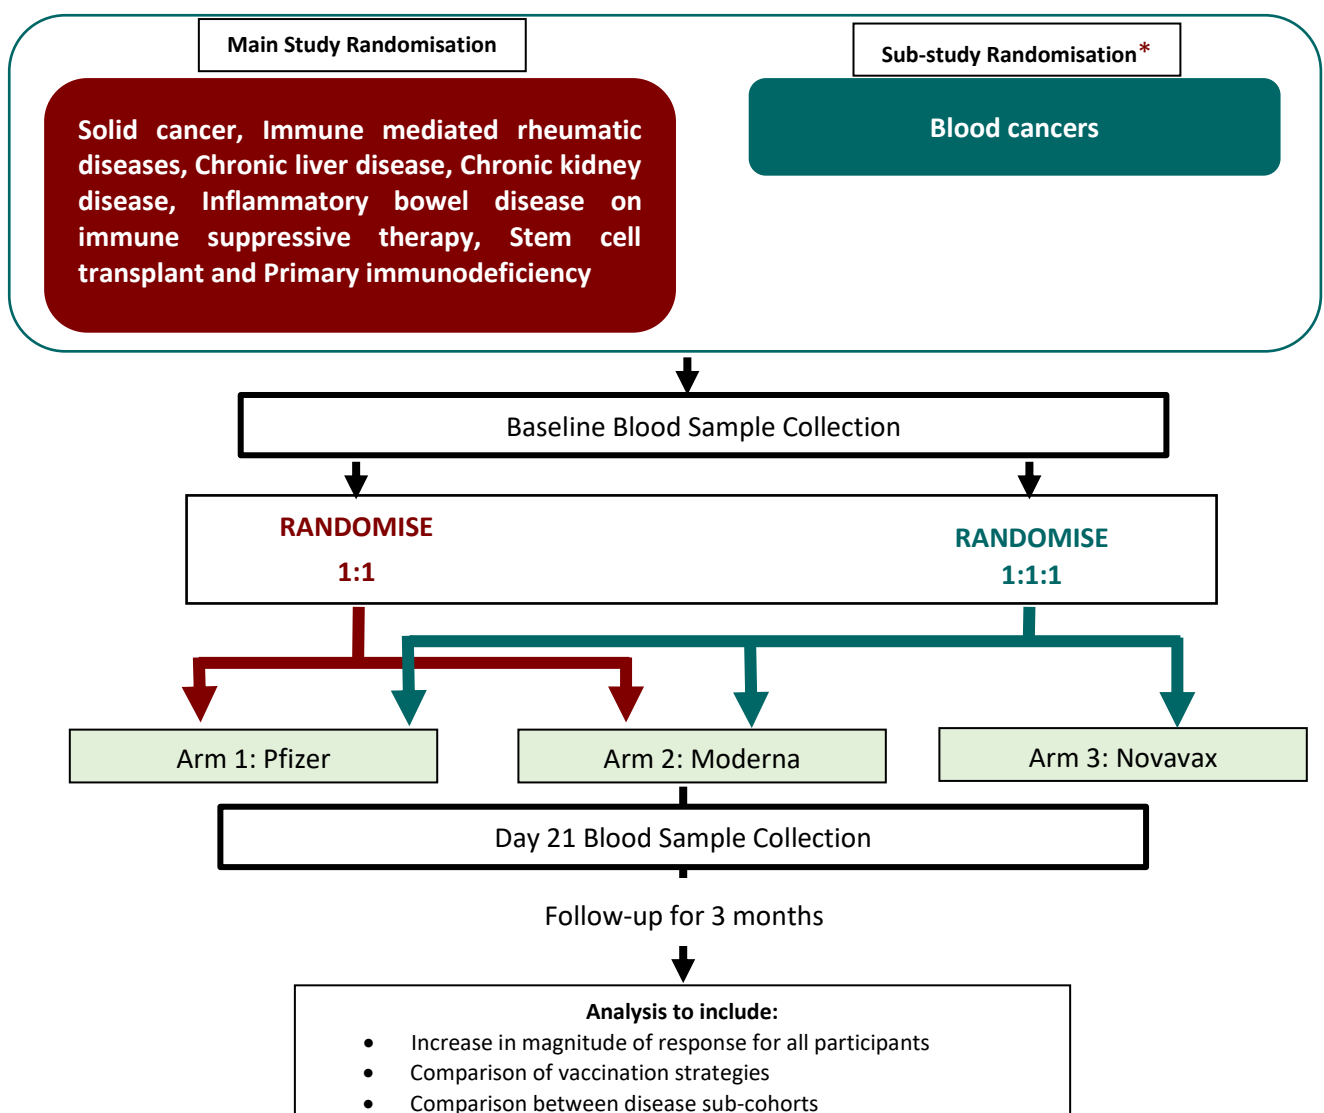 Main Study Randomisation
Sub-study Randomisation*
Solid cancer, Immune mediated rheumatic
diseases, Chronic liver disease, Chronic kidney
disease, Inflammatory bowel disease on
immune suppressive therapy, Stem cell
transplant and Primary immunodeficiency
Blood cancers
Baseline Blood Sample Collection
RANDOMISE
1:1
RANDOMISE
1:1:1
Arm 1: Pfizer
Arm 2: Moderna
Arm 3: Novavax
Day 21 Blood Sample Collection
Follow-up for 3 months
Analysis to include:
• Increase in magnitude of response for all participants
• Comparison of vaccination strategies
• Comparison between disease sub-cohorts